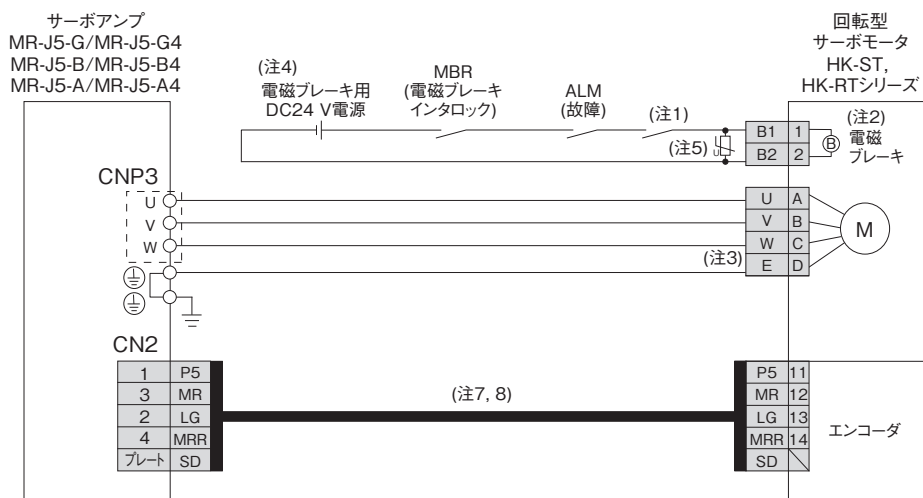 サーボアンプ
MR-J5-G/MR-J5-G4
MR-J5-B/MR-J5-B4
MR-J5-A/MR-J5-A4
回転型
サーボモータ
HK-ST,
HK-RTシリーズ
(注4)
電磁ブレーキ用
DC24 V電源
MBR
(電磁ブレーキ
インタロック)
ALM
(故障)
(注1)
(注5)
U
B1 1
B2 2
B
(注2)
電磁
ブレーキ
CNP3
U
V
W
U A
V B
W C
E D
(注3)
M
CN2
1 P5
3 MR
2 LG
4 MRR
プレート SD
(注7, 8)
P5 11
MR 12
LG 13
MRR 14
SD
エンコーダ